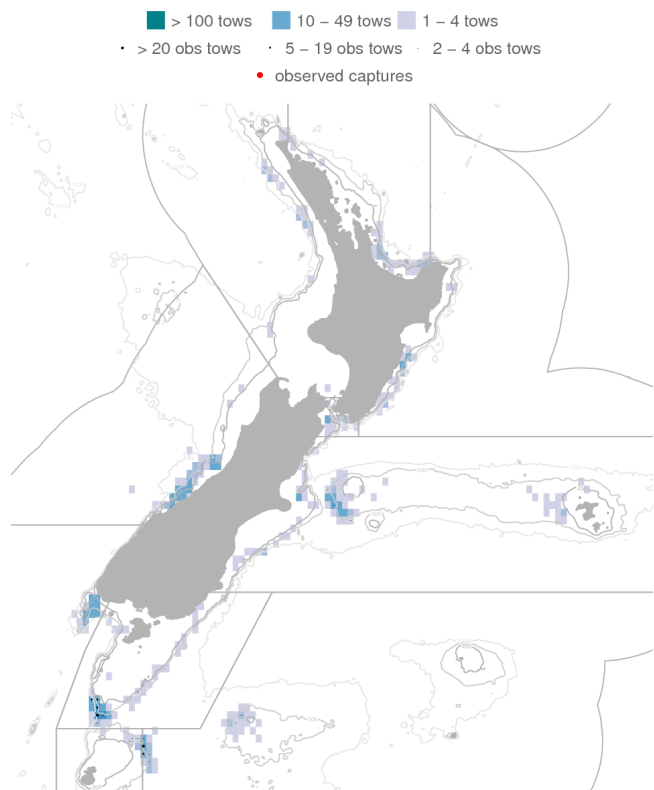 > 100 tows 10 − 49 tows 1 − 4 tows
> 20 obs tows 5 − 19 obs tows 2 − 4 obs tows
observed captures